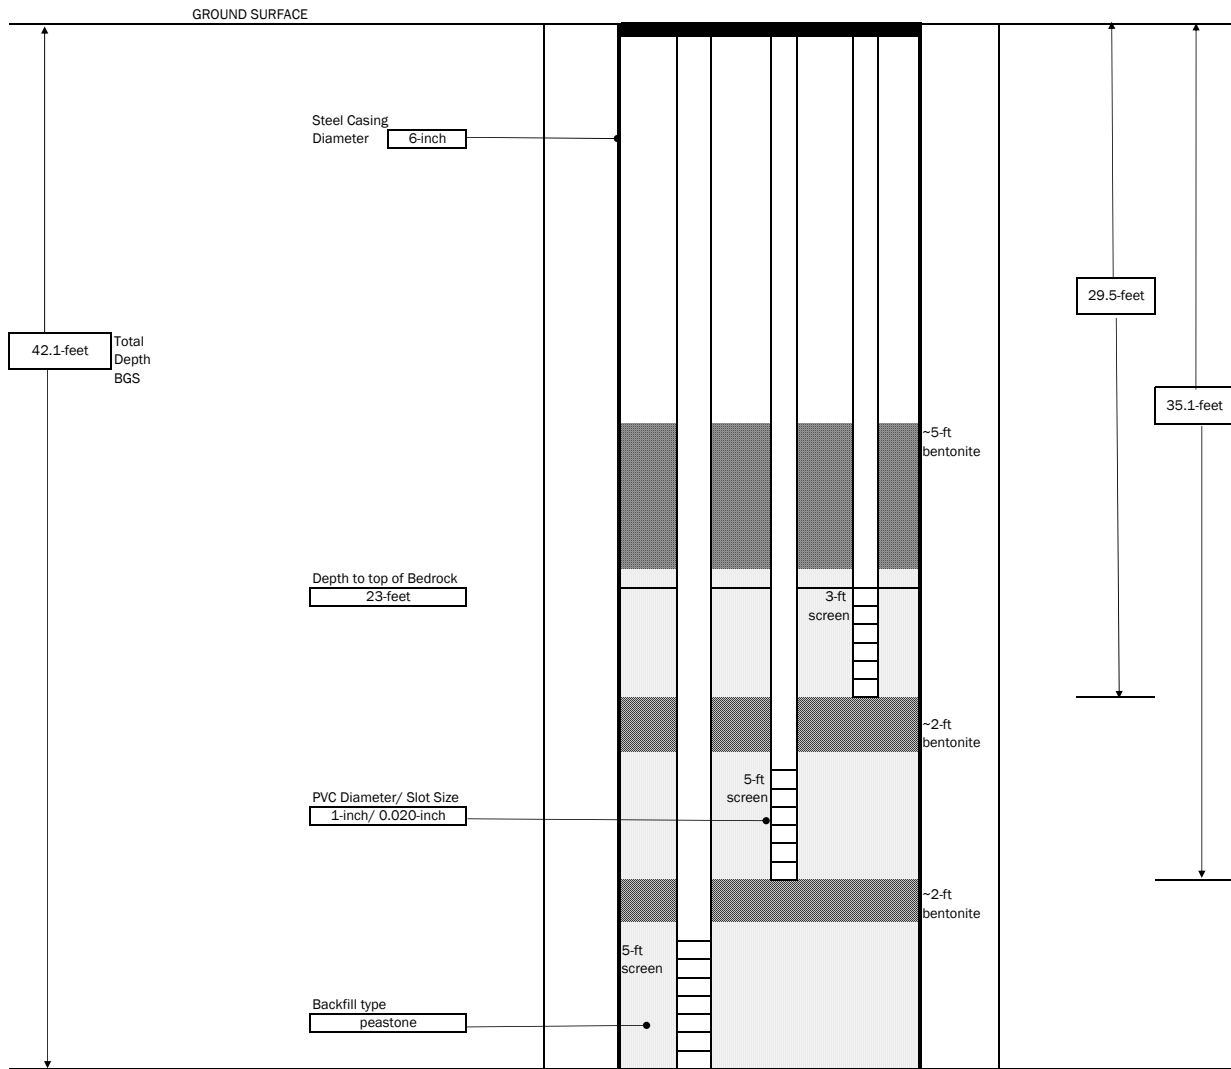 GROUND SURFACE
Steel Casing
Diameter
6-inch
29.5-feet
42.1-feet
Total
Depth
BGS
35.1-feet
~5-ft
bentonite
Depth to top of Bedrock
23-feet
3-ft
screen
~2-ft
bentonite
5-ft
screen
PVC Diameter/ Slot Size
1-inch/ 0.020-inch
~2-ft
bentonite
5-ft
screen
Backfill type
peastone